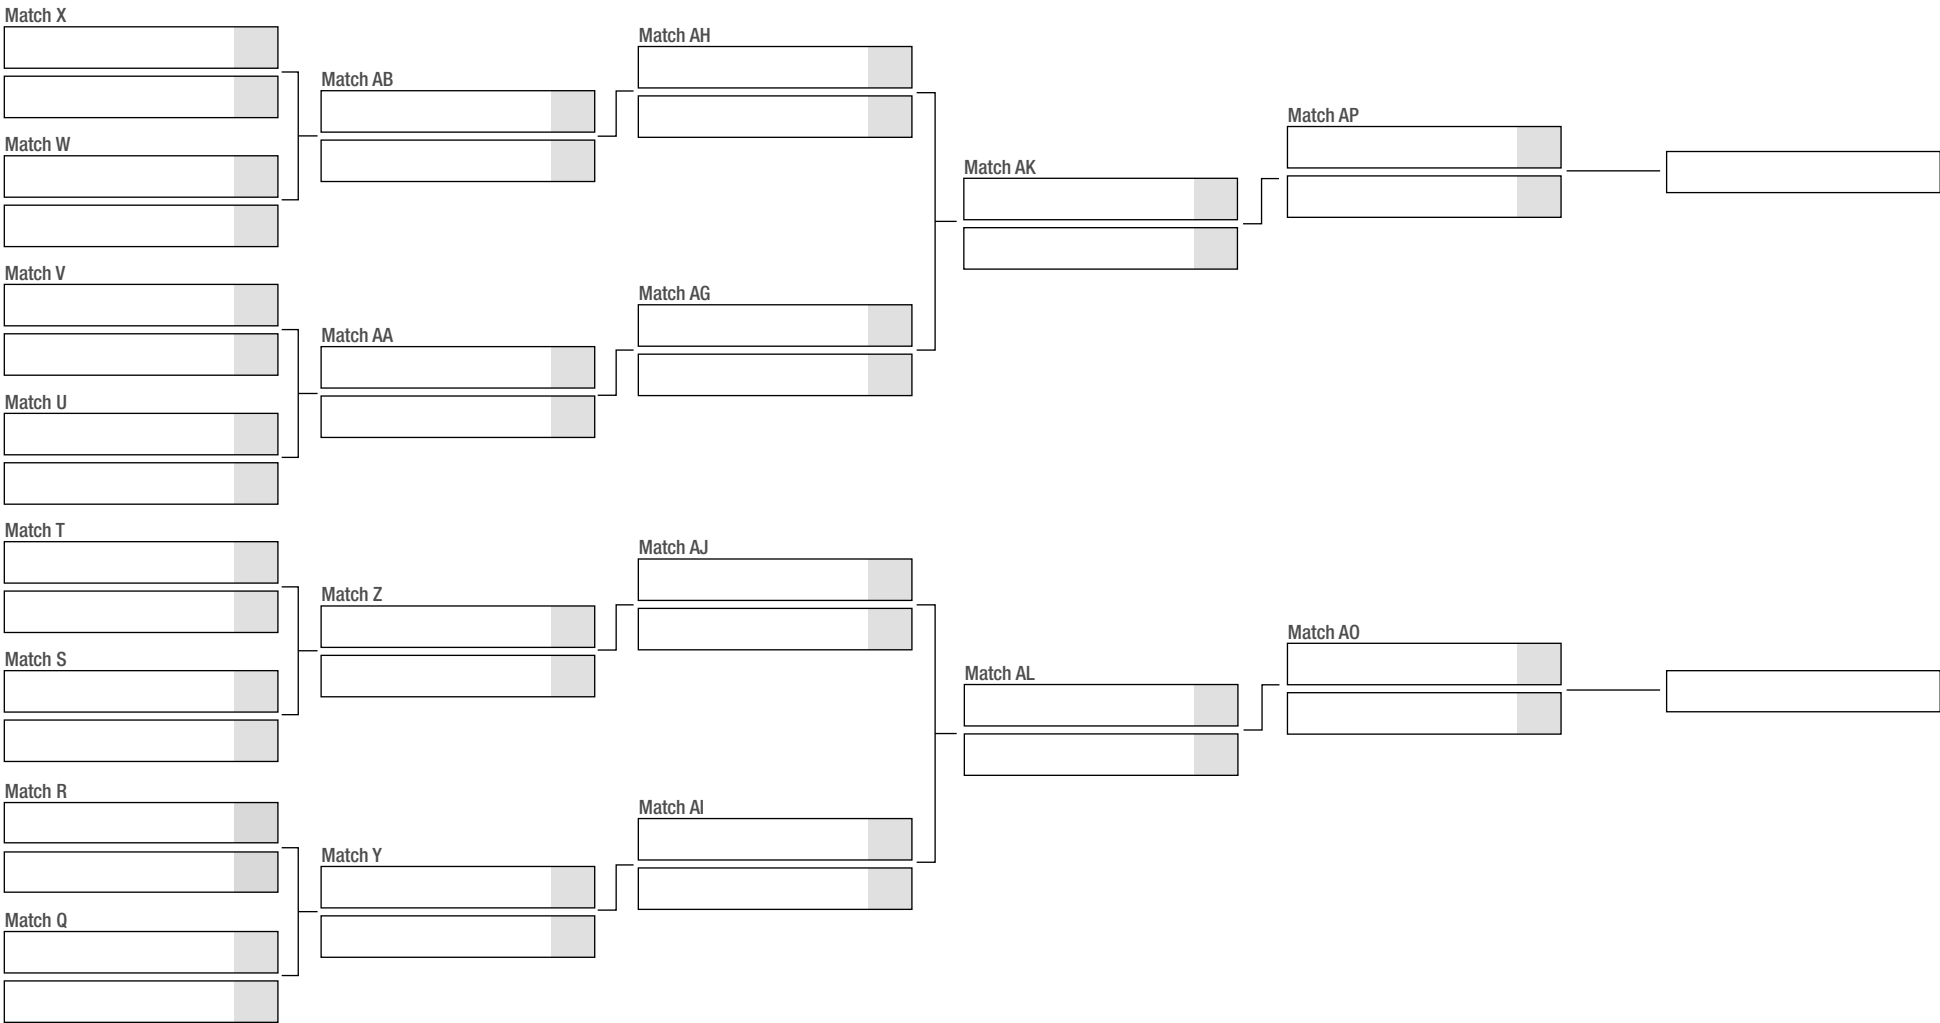 Match X
Match W
Match V
Match U
Match T
Match S
Match R
Match Q
Match AB
Match AA
Match Z
Match Y
Match AH
Match AG
Match AJ
Match AI
Match AK
Match AL
Match AP
Match AO